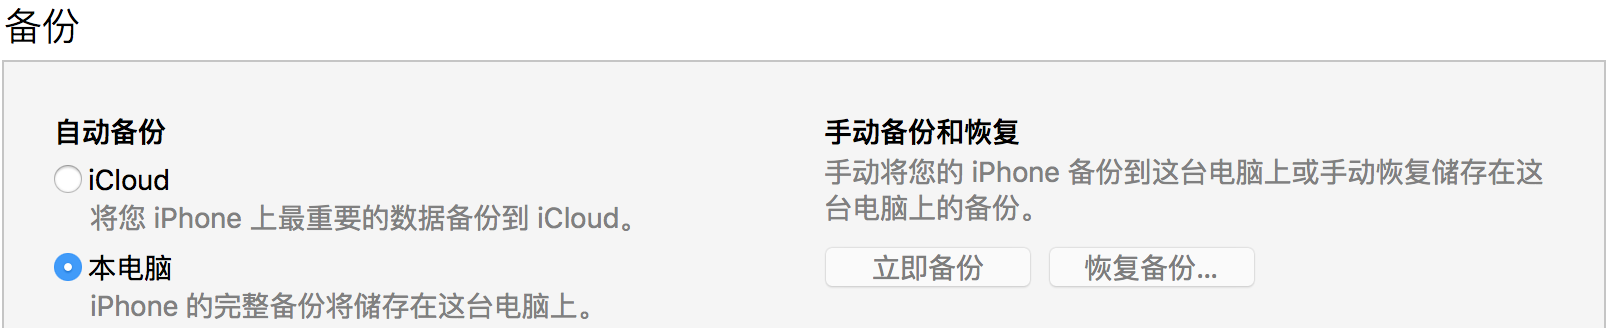 备份
自动备份
iCloud
将您 iPhone 上最重要的数据备份到 iCloud。
本电脑
iPhone 的完整备份将储存在这台电脑上。
手动备份和恢复
手动将您的 iPhone 备份到这台电脑上或手动恢复储存在这
台电脑上的备份。
立即备份
恢复备份...